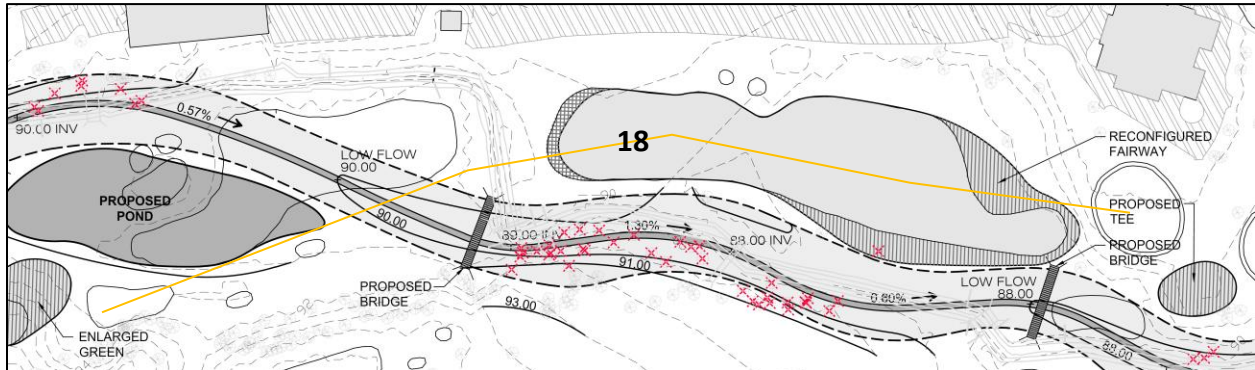 0.57%
90.00 INV
LOW FLOW
90.00
18
RECONFIGURED
FAIRWAY
PROPOSED
POND
90.00
PROPOSED
TEE
89.00 INV
1.30%
88.00 INV
91.00
PROPOSED
BRIDGE
PROPOSED
BRIDGE
LOW FLOW
88.00
0.80%
93.00
ENLARGED
GREEN
88.00